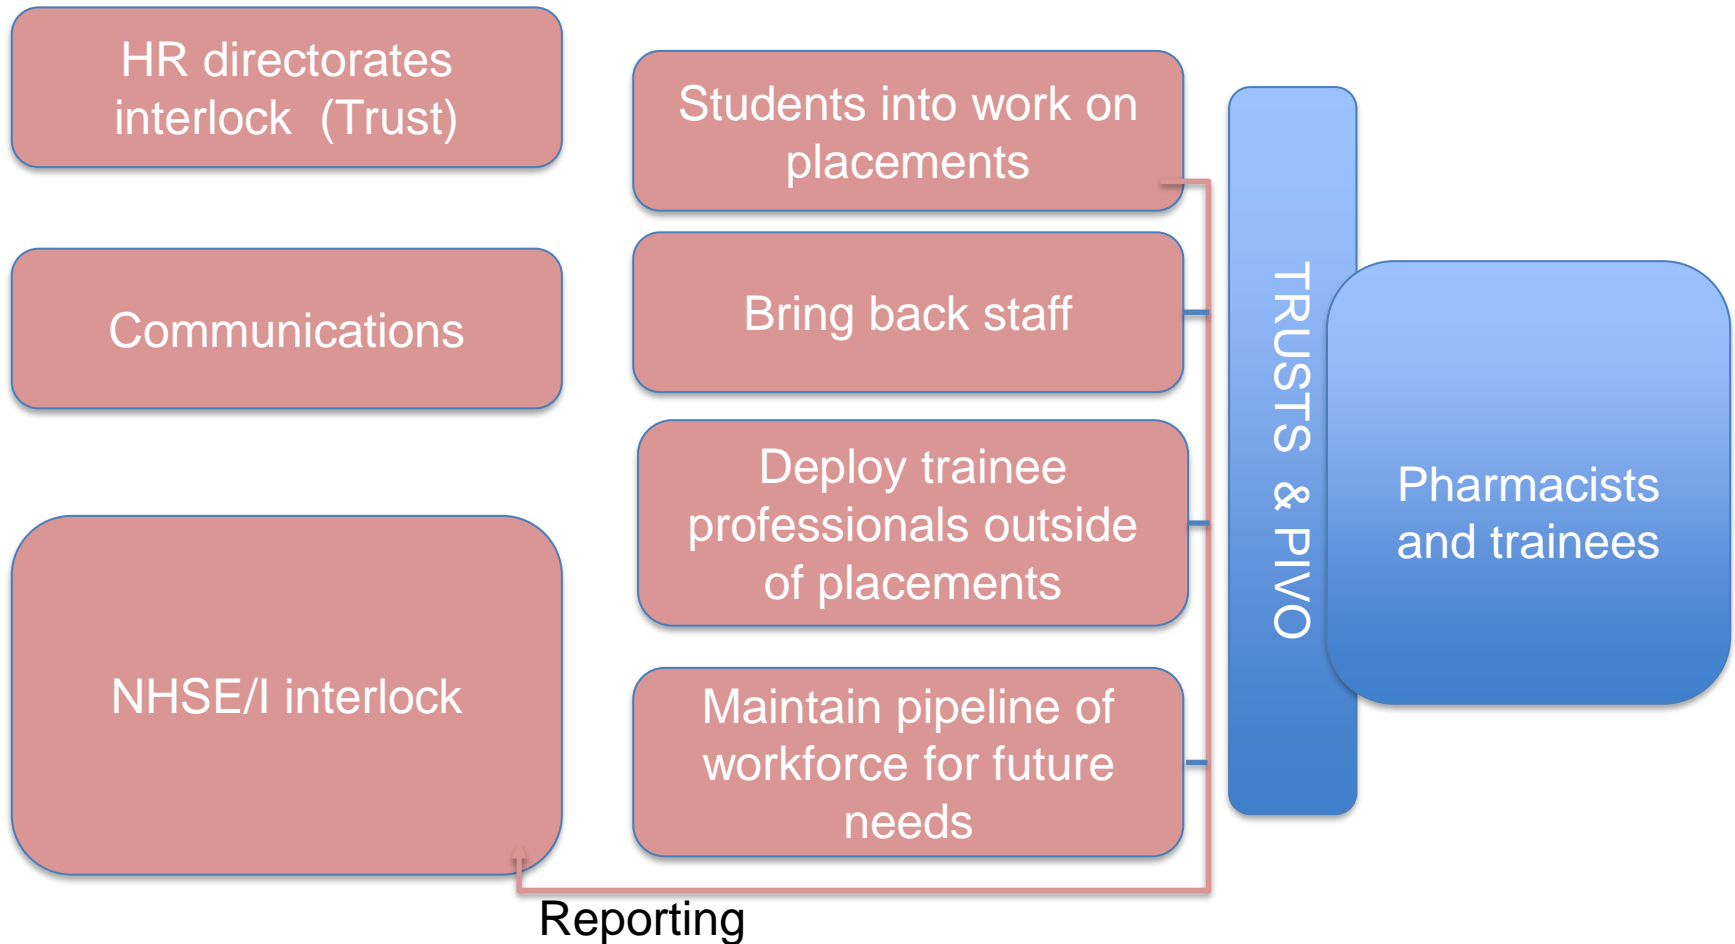 HR directorates
interlock  (Trust)
Communications
NHSE/I interlock
Students into work on
placements
Bring back staff
Deploy trainee
professionals outside
of placements
Maintain pipeline of
workforce for future
needs
Reporting
TRUSTS & PIVO
Pharmacists
and trainees